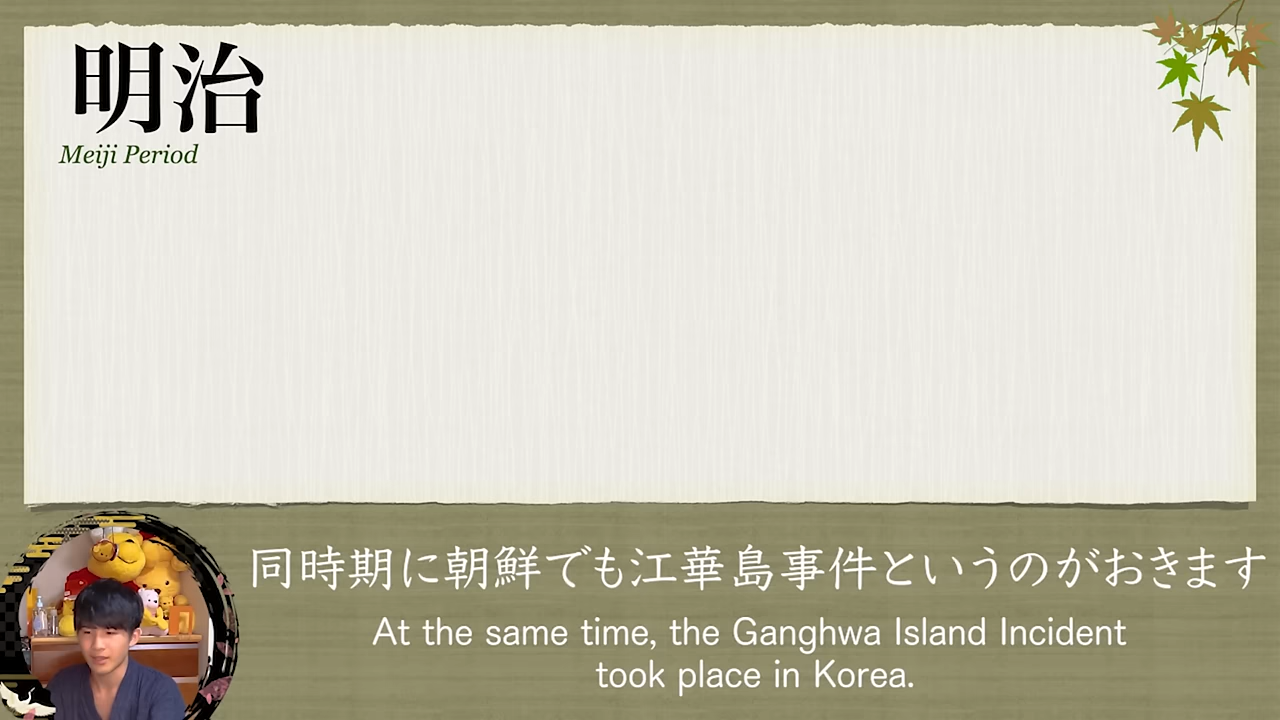 明治
Meiji Period
同時期に朝鮮でも江華島事件というのがおきます
At the same time, the Ganghwa Island Incident
took place in Korea.